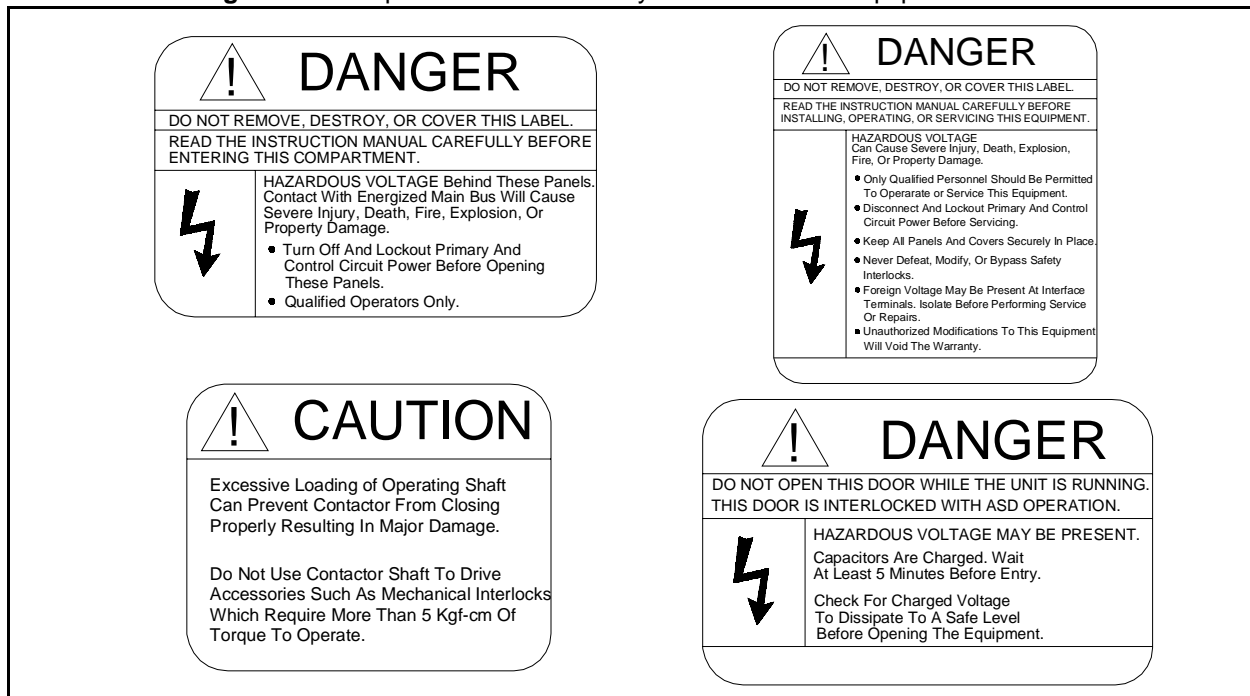 DANGER
DO NOT REMOVE, DESTROY, OR COVER THIS LABEL.
READ THE INSTRUCTION MANUAL CAREFULLY BEFORE
ENTERING THIS COMPARTMENT.
HAZARDOUS VOLTAGE Behind These Panels.
Contact With Energized Main Bus Will Cause
Severe Injury, Death, Fire, Explosion, Or
Property Damage.
• Turn Off And Lockout Primary And
Control Circuit Power Before Opening
These Panels.
• Qualified Operators Only.
DANGER
DO NOT REMOVE, DESTROY, OR COVER THIS LABEL.
READ THE INSTRUCTION MANUAL CAREFULLY BEFORE
INSTALLING, OPERATING, OR SERVICING THIS EQUIPMENT.
HAZARDOUS VOLTAGE
Can Cause Severe Injury, Death, Explosion,
Fire, Or Property Damage.
• Only Qualified Personnel Should Be Permitted
To Operarate or Service This Equipment.
• Disconnect And Lockout Primary And Control
Circuit Power Before Servicing.
• Keep All Panels And Covers Securely In Place.
• Never Defeat, Modify, Or Bypass Safety
Interlocks.
• Foreign Voltage May Be Present At Interface
Terminals. Isolate Before Performing Service
Or Repairs.
• Unauthorized Modifications To This Equipment
Will Void The Warranty.
CAUTION
Excessive Loading of Operating Shaft
Can Prevent Contactor From Closing
Properly Resulting In Major Damage.
Do Not Use Contactor Shaft To Drive
Accessories Such As Mechanical Interlocks
Which Require More Than 5 Kgf-cm Of
Torque To Operate.
DANGER
DO NOT OPEN THIS DOOR WHILE THE UNIT IS RUNNING.
THIS DOOR IS INTERLOCKED WITH ASD OPERATION.
HAZARDOUS VOLTAGE MAY BE PRESENT.
Capacitors Are Charged. Wait
At Least 5 Minutes Before Entry.
Check For Charged Voltage
To Dissipate To A Safe Level
Before Opening The Equipment.